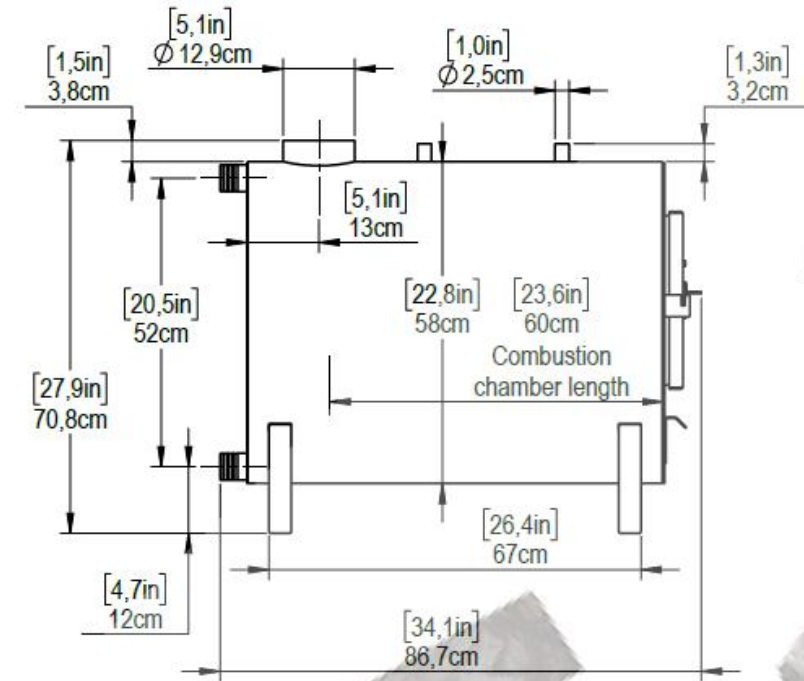 [5,1in]
∅12,9cm
[1,0in]
∅2,5cm
[1,5in]
3,8cm
[1,3in]
3,2cm
[5,1in]
13cm
[20,5in]
52cm
[22,8in]
58cm
[23,6in]
60cm
Combustion
chamber length
[27,9in]
70,8cm
[26,4in]
67cm
[4,7in]
12cm
[34,1in]
86,7cm